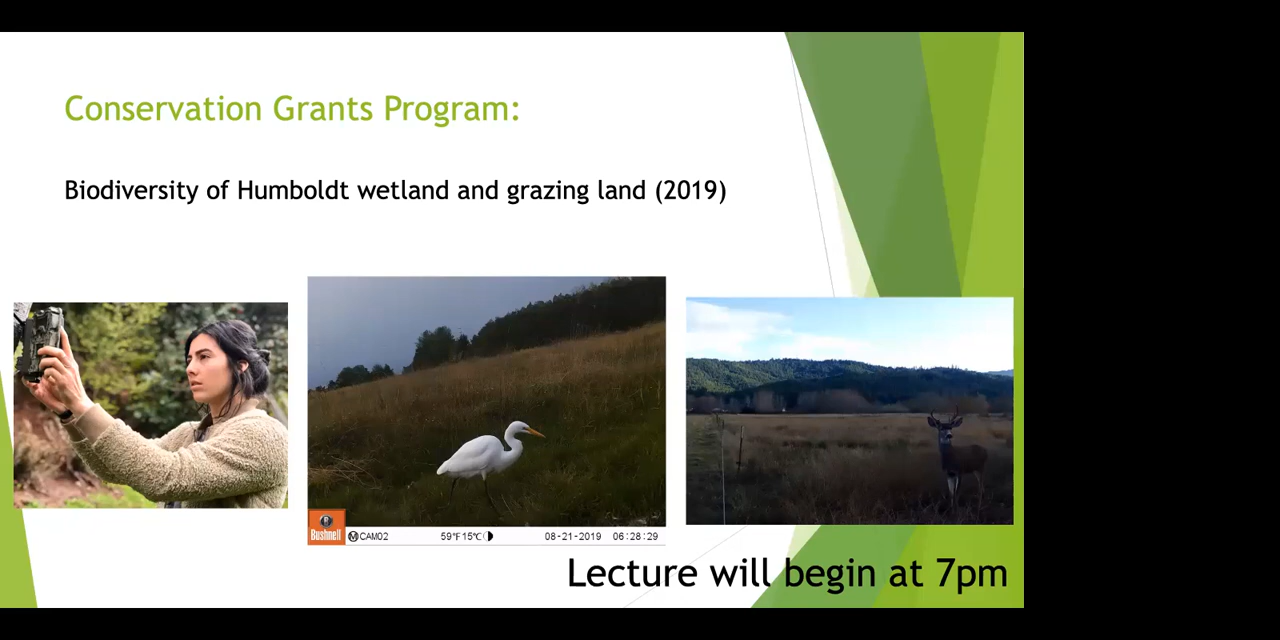 Conservation Grants Program:
Biodiversity of Humboldt wetland and grazing land (2019)
Bushnell
M CAM02 59°F15°C 08-21-2019 06:28:29
Lecture will begin at 7pm